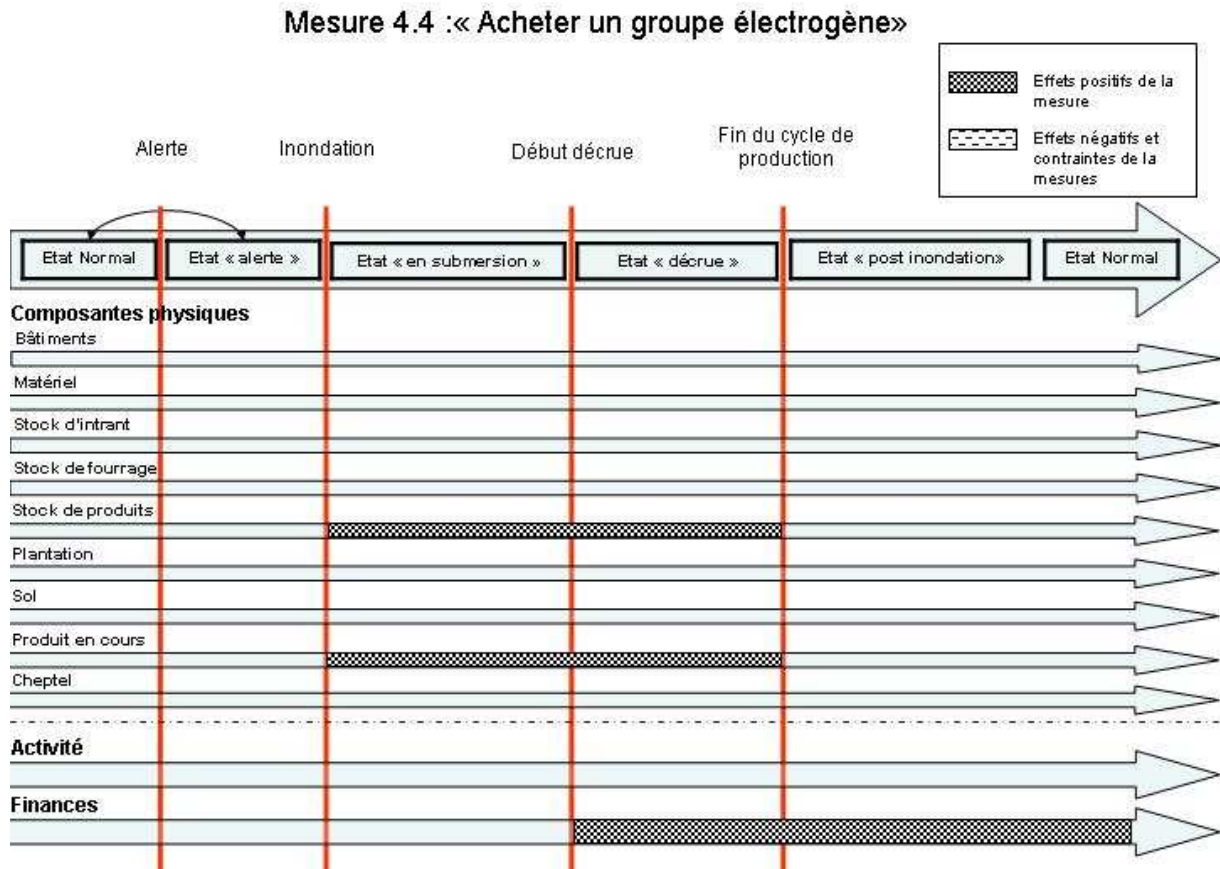 Mesure 4.4 :« Acheter un groupe électrogène»
Effets positifs de la
mesure
Effets négatifs et
contraintes de la
mesures
Alerte
Inondation
Début décrue
Fin du cycle de
production
Etat Normal
Etat « alerte »
Etat « en submersion »
Etat « décrue »
Etat « post inondation»
Etat Normal
Composantes physiques
Bâtiments
Matériel
Stock d'intrant
Stock de fourrage
Stock de produits
Plantation
Sol
Produit en cours
Cheptel
Activité
Finances